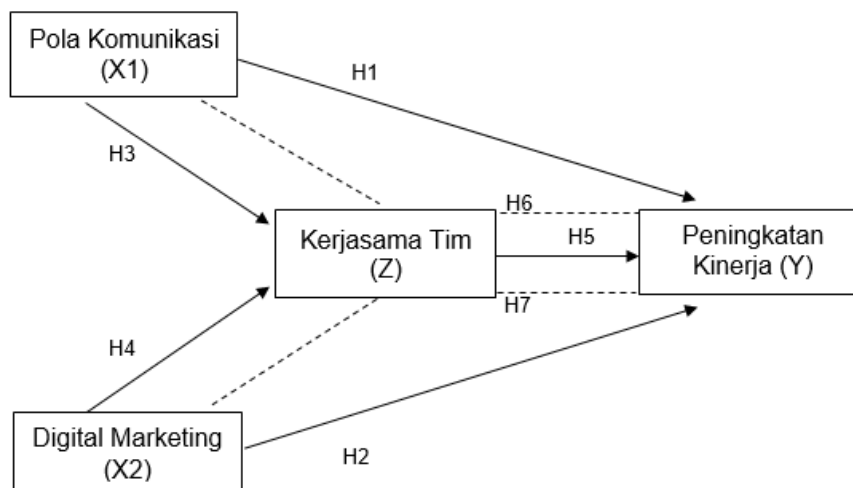 Pola Komunikasi
(X1)
H1
H3
H6
Kerjasama Tim
(Z)
H5
Peningkatan
Kinerja (Y)
H7
H4
Digital Marketing
(X2)
H2